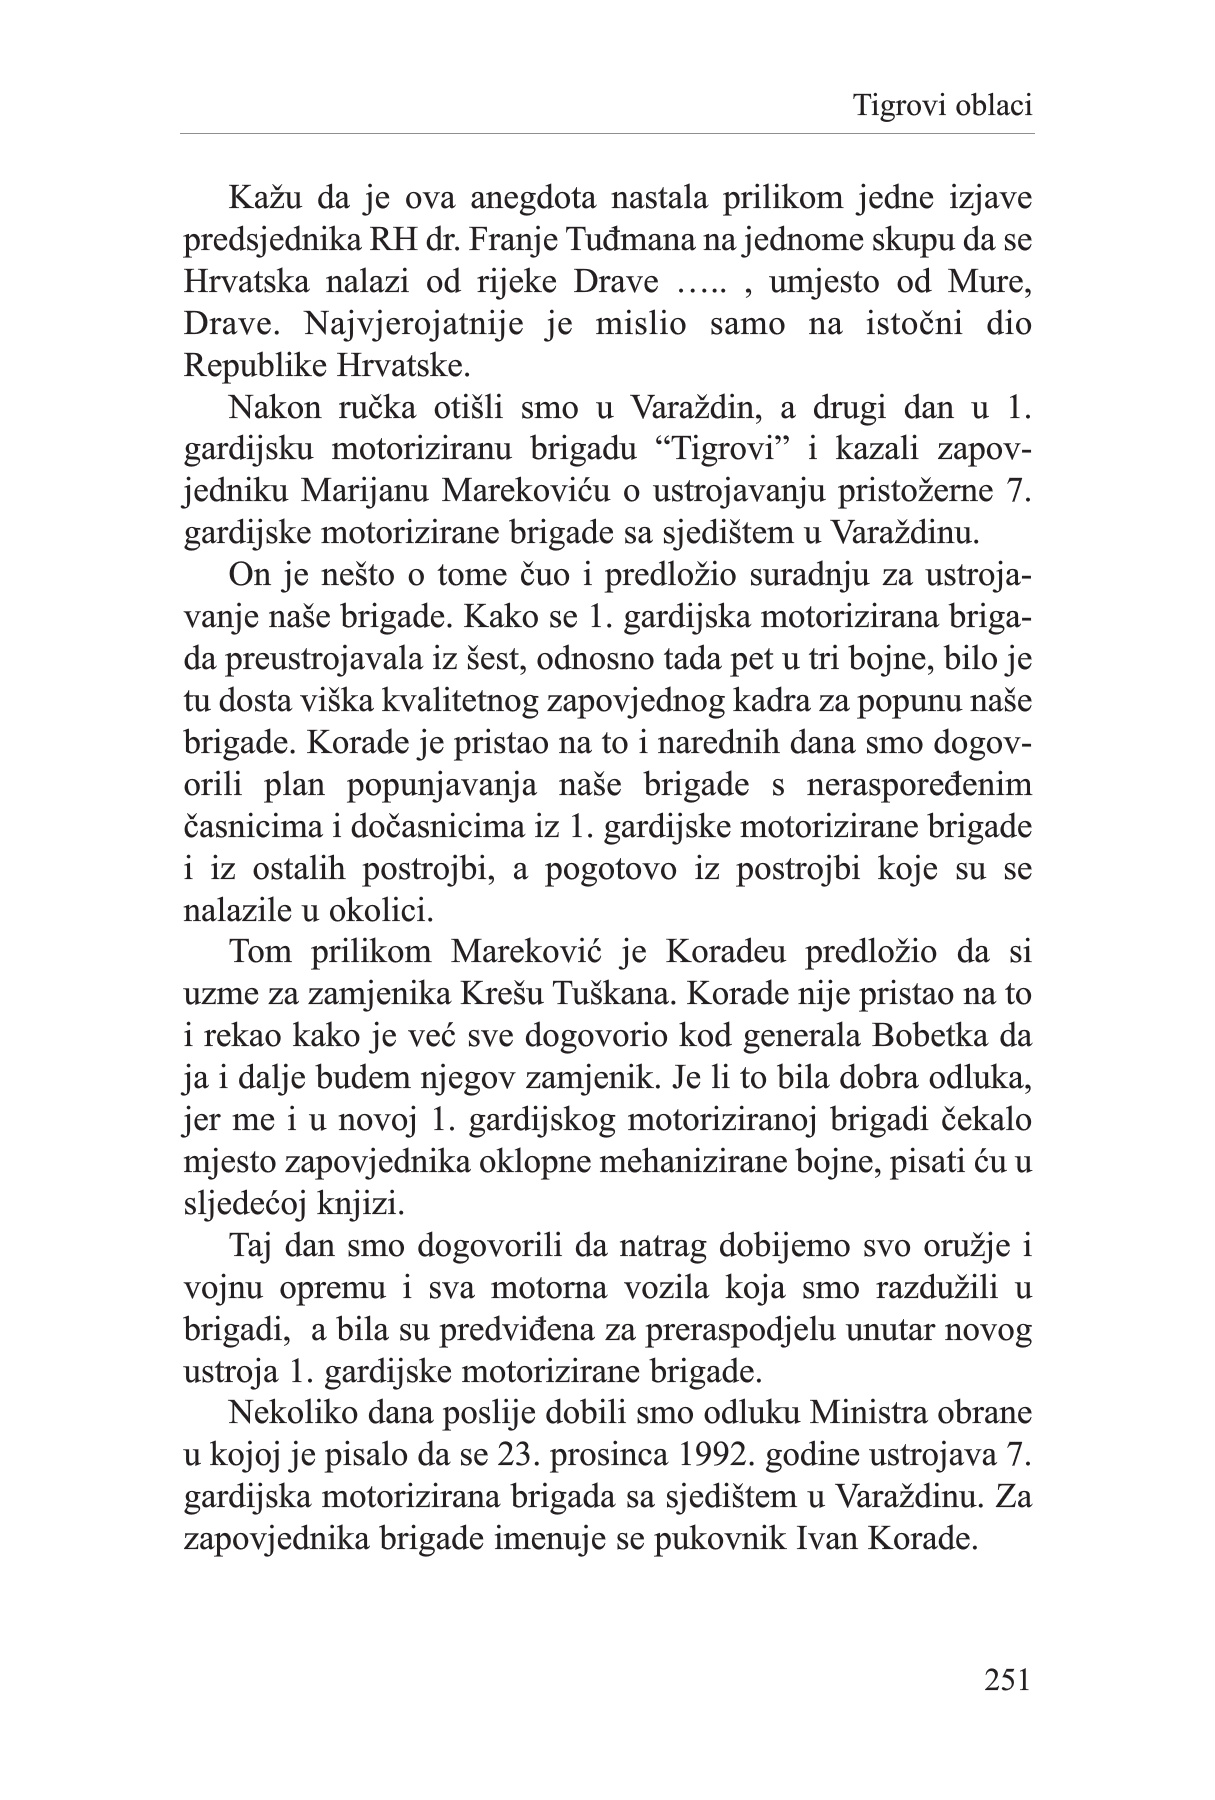 Tigrovi oblaci
Kažu da je ova anegdota nastala prilikom jedne izjave
predsjednika RH dr. Franje Tuđmana na jednome skupu da se
Hrvatska nalazi od rijeke Drave ….. , umjesto od Mure,
Drave. Najvjerojatnije je mislio samo na istočni dio
Republike Hrvatske.
Nakon ručka otišli smo u Varaždin, a drugi dan u 1.
gardijsku motoriziranu brigadu “Tigrovi” i kazali zapov-
jedniku Marijanu Marekoviću o ustrojavanju pristožerne 7.
gardijske motorizirane brigade sa sjedištem u Varaždinu.
On je nešto o tome čuo i predložio suradnju za ustroja-
vanje naše brigade. Kako se 1. gardijska motorizirana briga-
da preustrojavala iz šest, odnosno tada pet u tri bojne, bilo je
tu dosta viška kvalitetnog zapovjednog kadra za popunu naše
brigade. Korade je pristao na to i narednih dana smo dogov-
orili plan popunjavanja naše brigade s neraspoređenim
časnicima i dočasnicima iz 1. gardijske motorizirane brigade
i iz ostalih postrojbi, a pogotovo iz postrojbi koje su se
nalazile u okolici.
Tom prilikom Mareković je Koradeu predložio da si
uzme za zamjenika Krešu Tuškana. Korade nije pristao na to
i rekao kako je već sve dogovorio kod generala Bobetka da
ja i dalje budem njegov zamjenik. Je li to bila dobra odluka,
jer me i u novoj 1. gardijskog motoriziranoj brigadi čekalo
mjesto zapovjednika oklopne mehanizirane bojne, pisati ću u
sljedećoj knjizi.
Taj dan smo dogovorili da natrag dobijemo svo oružje i
vojnu opremu i sva motorna vozila koja smo razdužili u
brigadi,  a bila su predviđena za preraspodjelu unutar novog
ustroja 1. gardijske motorizirane brigade.
Nekoliko dana poslije dobili smo odluku Ministra obrane
u kojoj je pisalo da se 23. prosinca 1992. godine ustrojava 7.
gardijska motorizirana brigada sa sjedištem u Varaždinu. Za
zapovjednika brigade imenuje se pukovnik Ivan Korade.
251